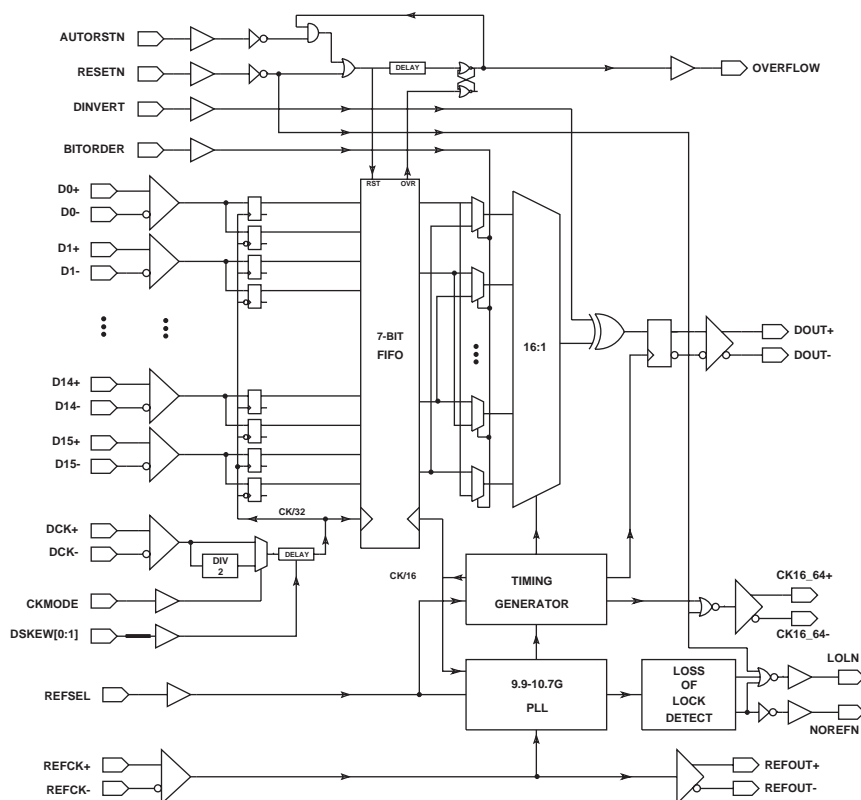 AUTORSTN
RESETN
DELAY
OVERFLOW
DINVERT
BITORDER
RST
OVR
D0+
D0-
D1+
D1-
7-BIT
FIFO
16:1
DOUT+
DOUT-
D14+
D14-
D15+
D15-
CK/32
DCK+
DCK-
DIV
2
DELAY
CK/16
TIMING
GENERATOR
CK16_64+
CK16_64-
CKMODE
DSKEW[0:1]
REFSEL
9.9-10.7G
PLL
LOSS
OF
LOCK
DETECT
LOLN
NOREFN
REFCK+
REFCK-
REFOUT+
REFOUT-